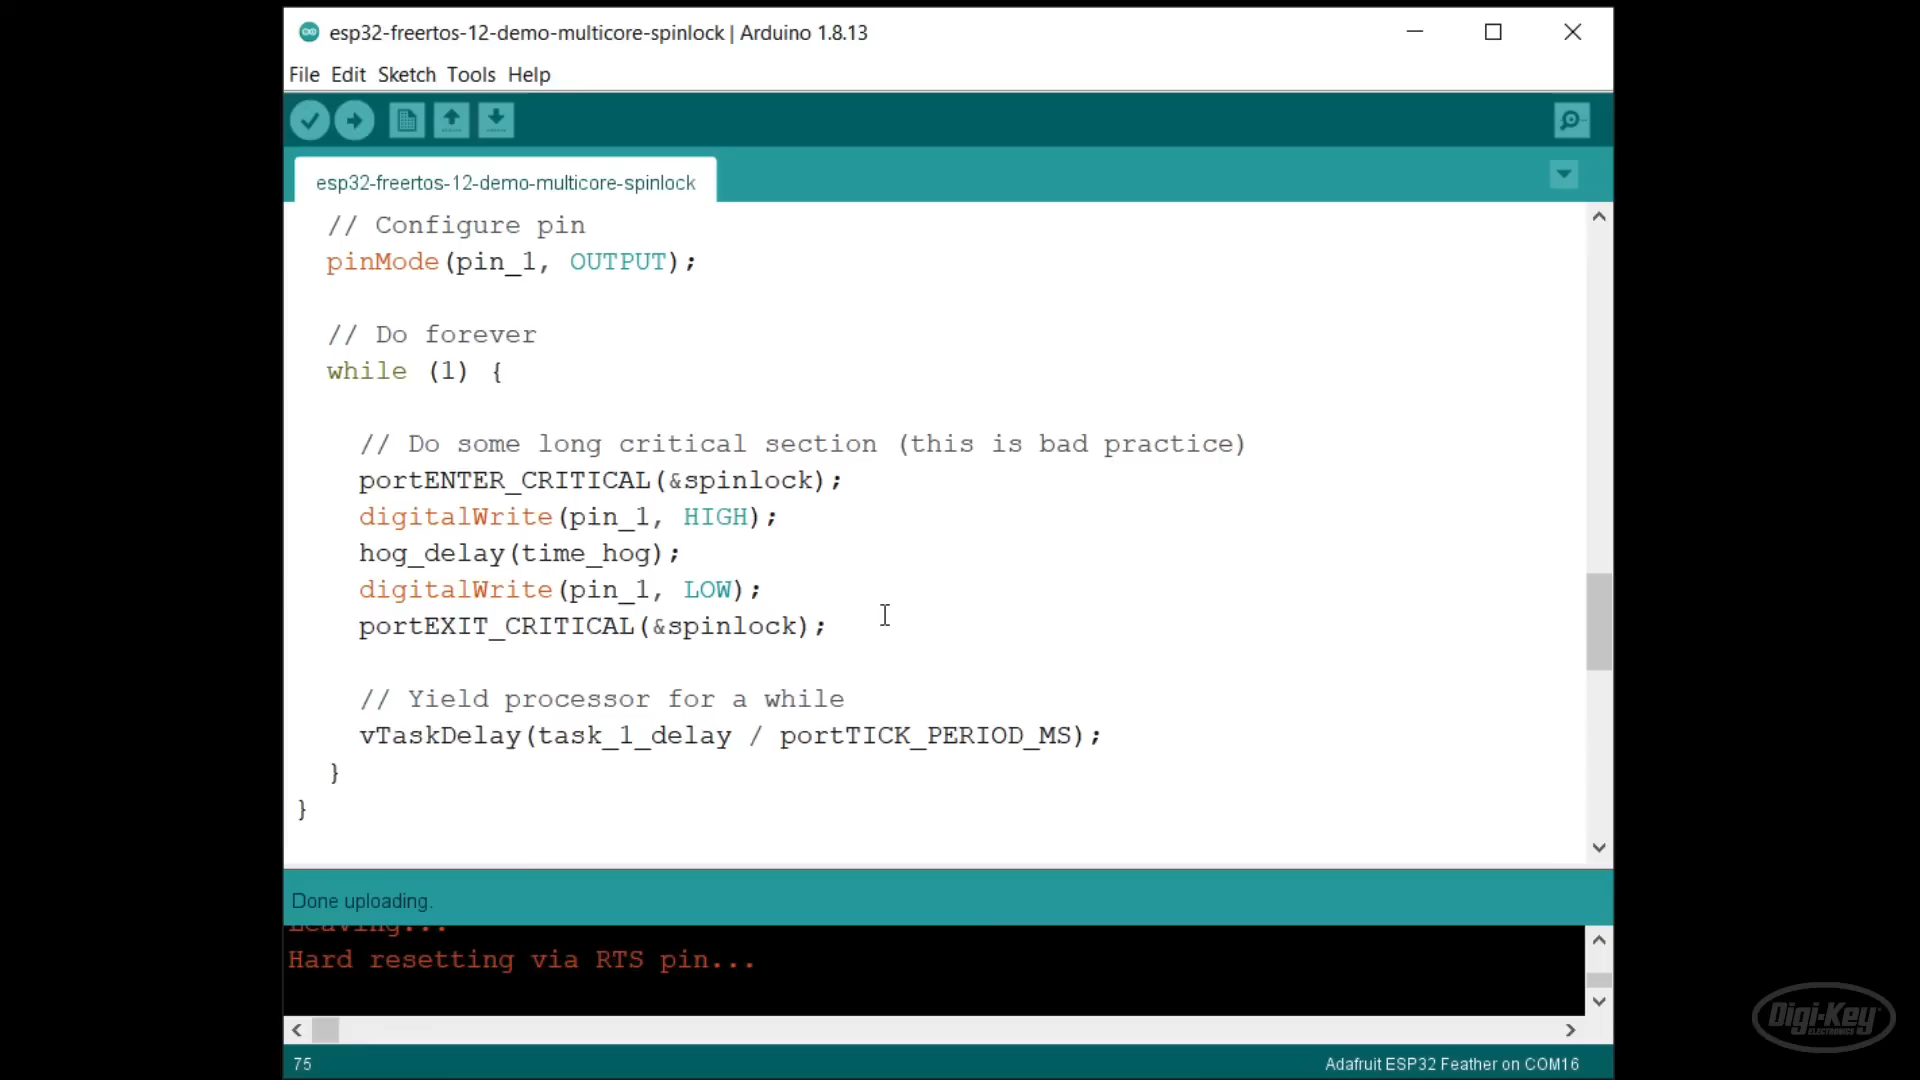 esp32-freertos-12-demo-multicore-spinlock | Arduino 1.8.13
File Edit Sketch Tools Help
esp32-freertos-12-demo-multicore-spinlock
// Configure pin
pinMode(pin_1, OUTPUT);
// Do forever
while (1) {
// Do some long critical section (this is bad practice)
portENTER_CRITICAL(&spinlock);
digitalWrite(pin_1, HIGH);
hog_delay(time_hog);
digitalWrite(pin_1, LOW);
portEXIT_CRITICAL(&spinlock);
// Yield processor for a while
vTaskDelay(task_1_delay / portTICK_PERIOD_MS);
}
}
Done uploading.
Leaving...
Hard resetting via RTS pin...
75
Adafruit ESP32 Feather on COM16
Digi-Key
ELECTRONICS